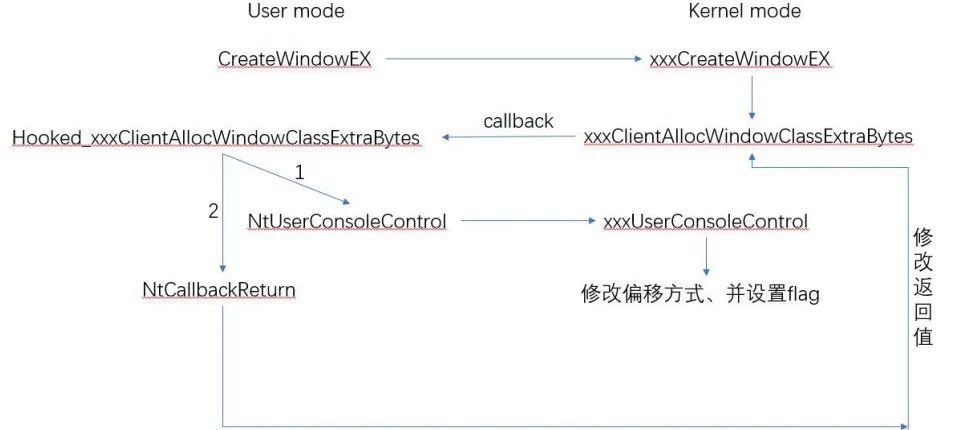 User mode
Kernel mode
CreateWindowEX
xxxCreateWindowEX
callback
Hooked_xxxClientAllocWindowClassExtraBytes
xxxClientAllocWindowClassExtraBytes
1
2
NtUserConsoleControl
xxxUserConsoleControl
修改返回值
NtCallbackReturn
修改偏移方式、并设置flag